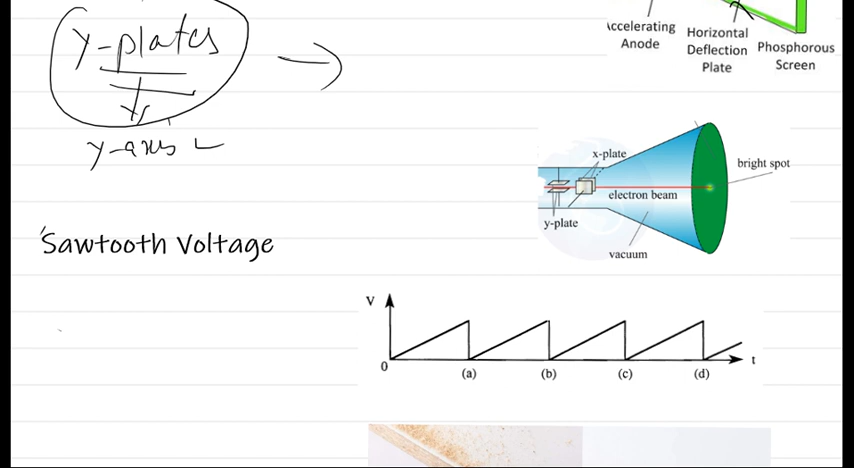 Y-plates
y-axis
Accelerating
Anode
Horizontal
Deflection
Plate
Phosphorous
Screen
x-plate
bright spot
electron beam
y-plate
vacuum
Sawtooth Voltage
V
0
t
(a)
(b)
(c)
(d)